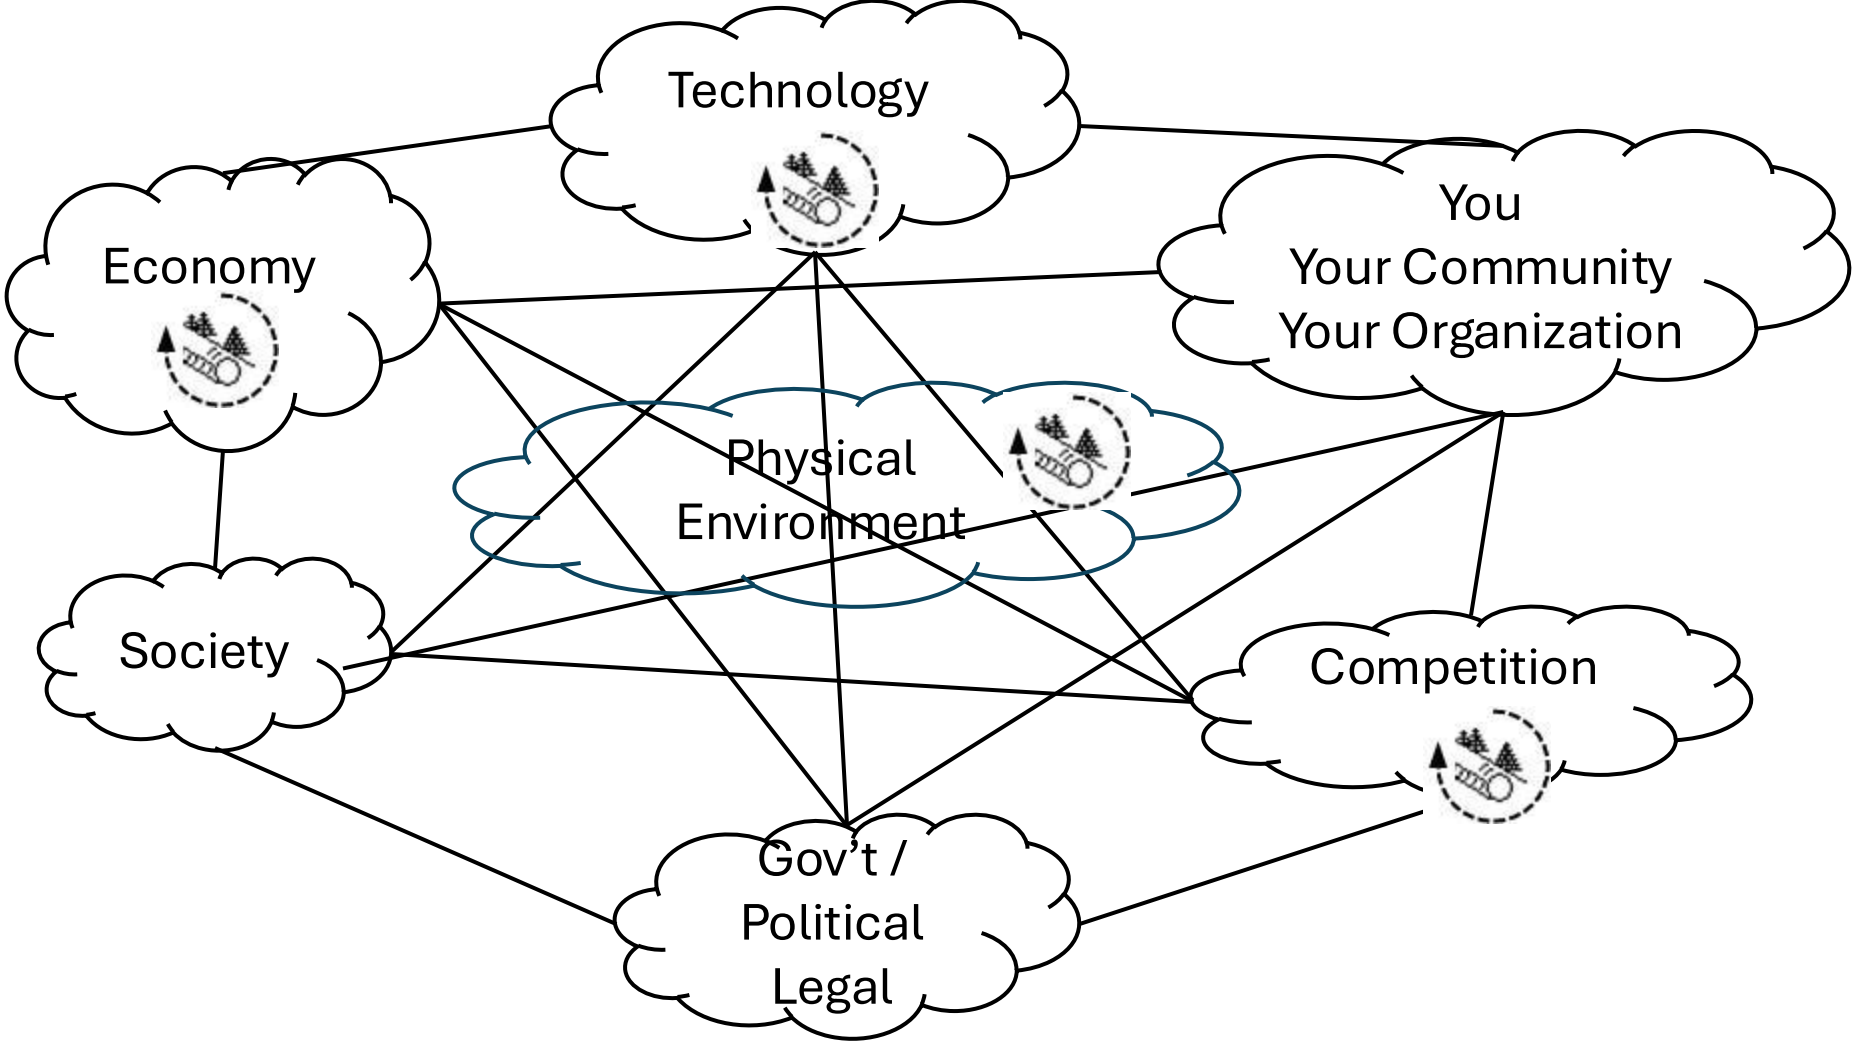 Technology
Economy
You
Your Community
Your Organization
Physical
Environment
Society
Competition
Gov't /
Political
Legal